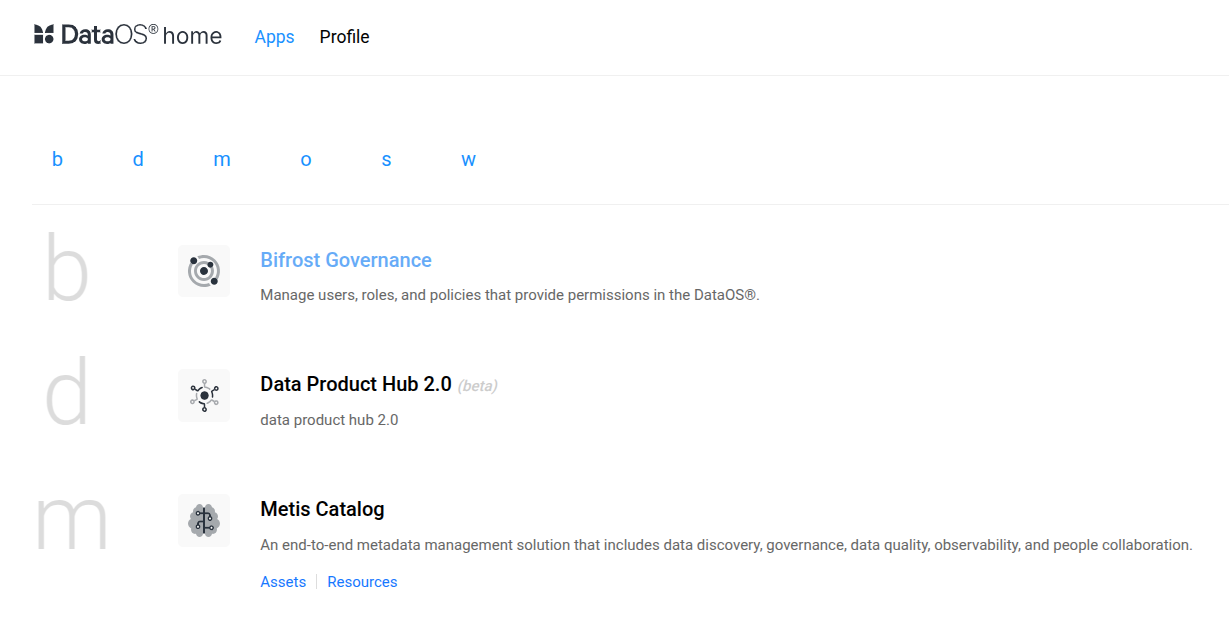 DataOS® home Apps Profile
b d m o s w
b
Bifrost Governance
Manage users, roles, and policies that provide permissions in the DataOS®.
d
Data Product Hub 2.0 (beta)
data product hub 2.0
m
Metis Catalog
An end-to-end metadata management solution that includes data discovery, governance, data quality, observability, and people collaboration.
Assets | Resources